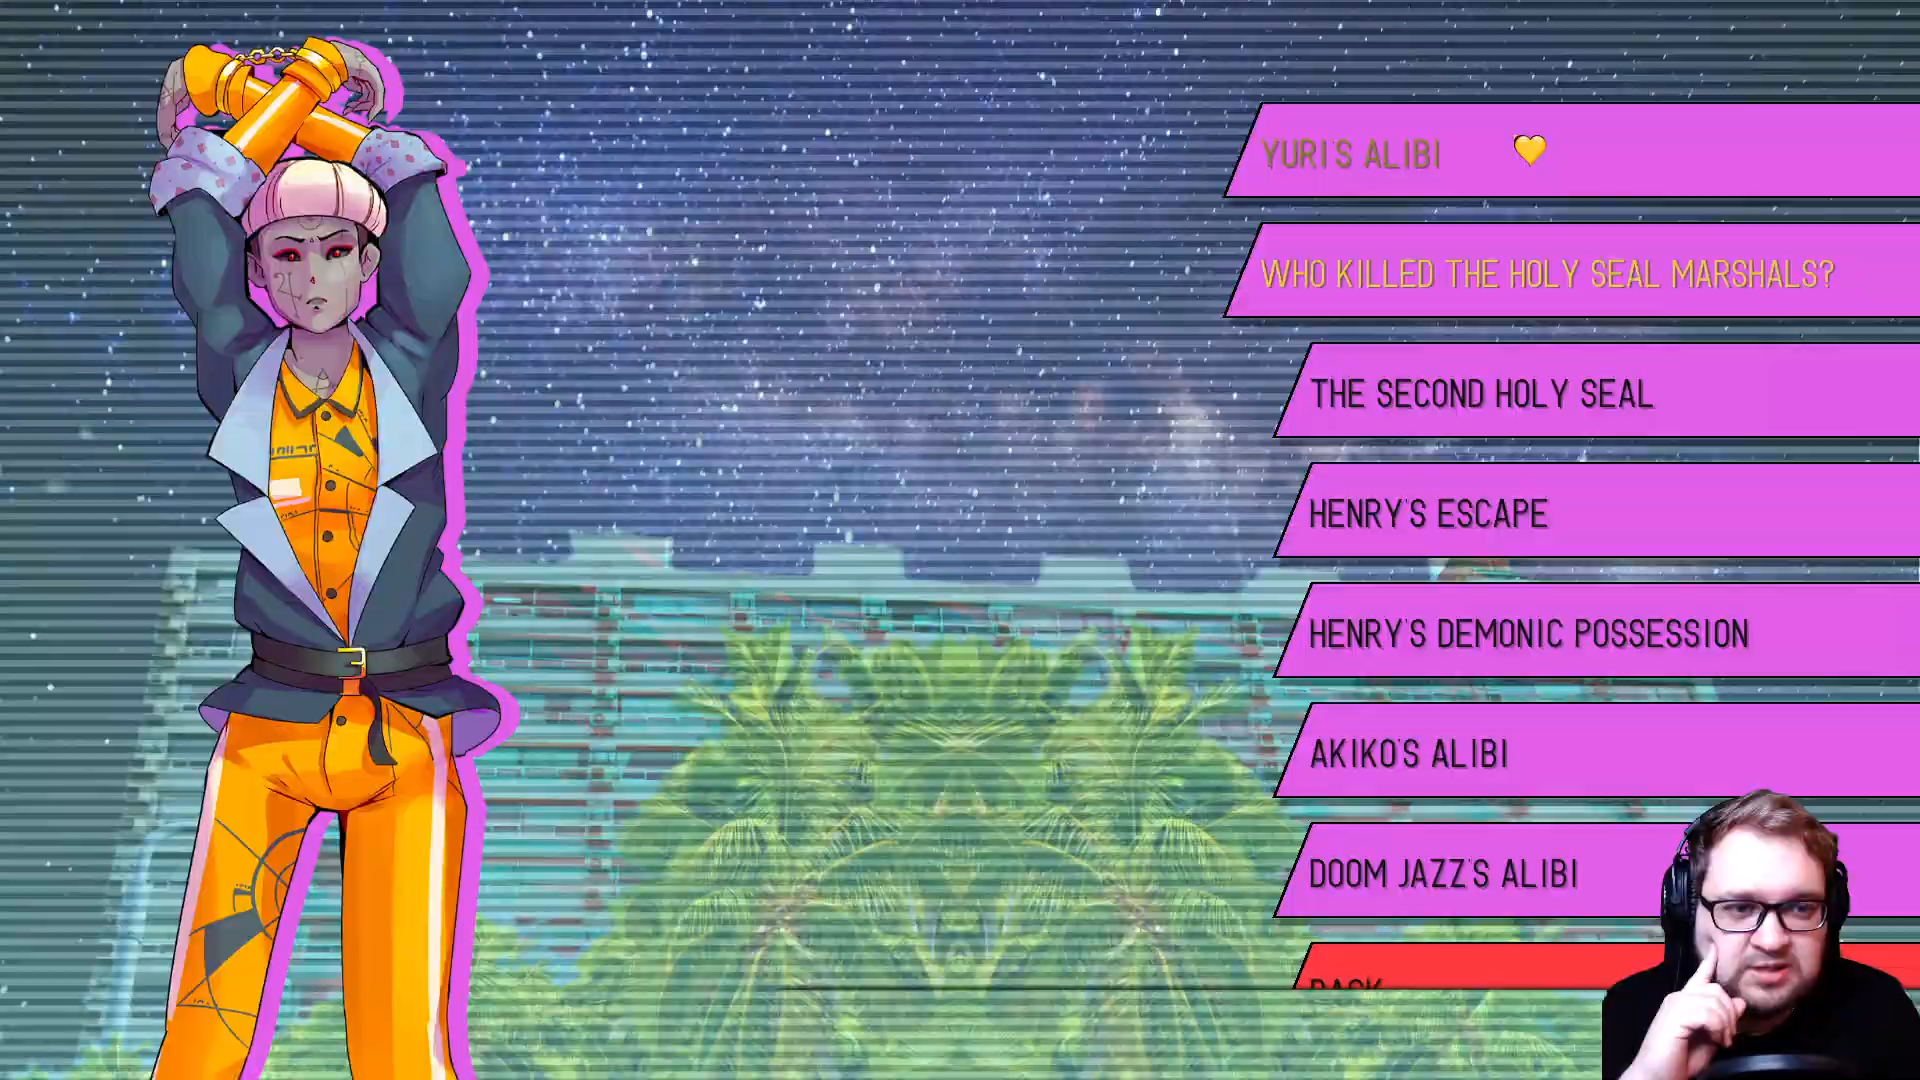 YURI'S ALIBI
WHO KILLED THE HOLY SEAL MARSHALS?
THE SECOND HOLY SEAL
HENRY'S ESCAPE
HENRY'S DEMONIC POSSESSION
AKIKO'S ALIBI
DOOM JAZZ'S ALIBI